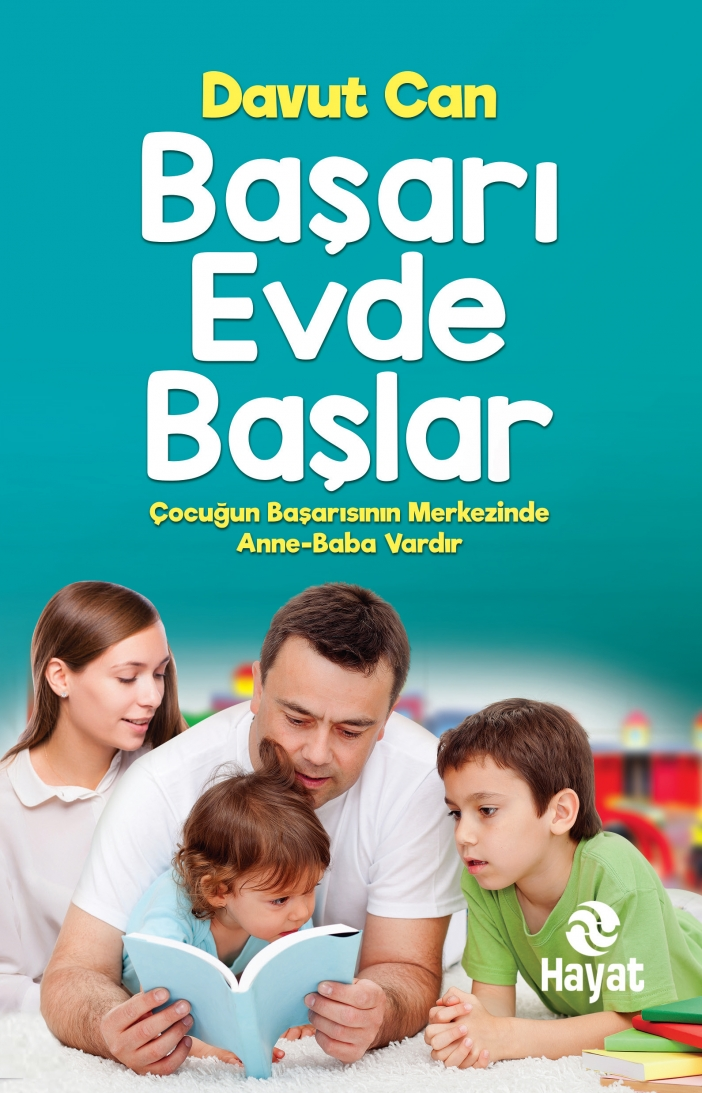 Davut Can
Başarı
Evde
Başlar
Çocuğun Başarısının Merkezinde
Anne-Baba Vardır
Hayat